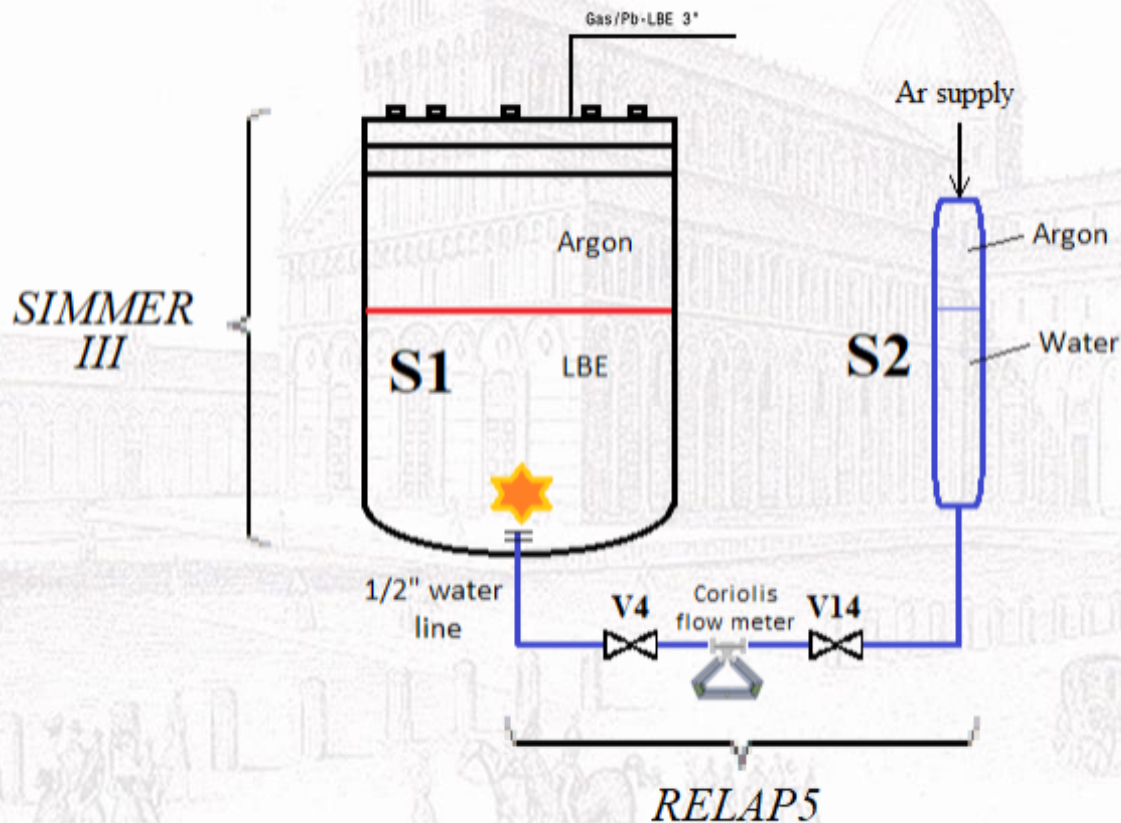 Gas/Pb-LBE 3"
Ar supply
Argon
Argon
SIMMER
III
S1
LBE
S2
Water
1/2" water
line
V4
Coriolis
flow meter
V14
RELAP5